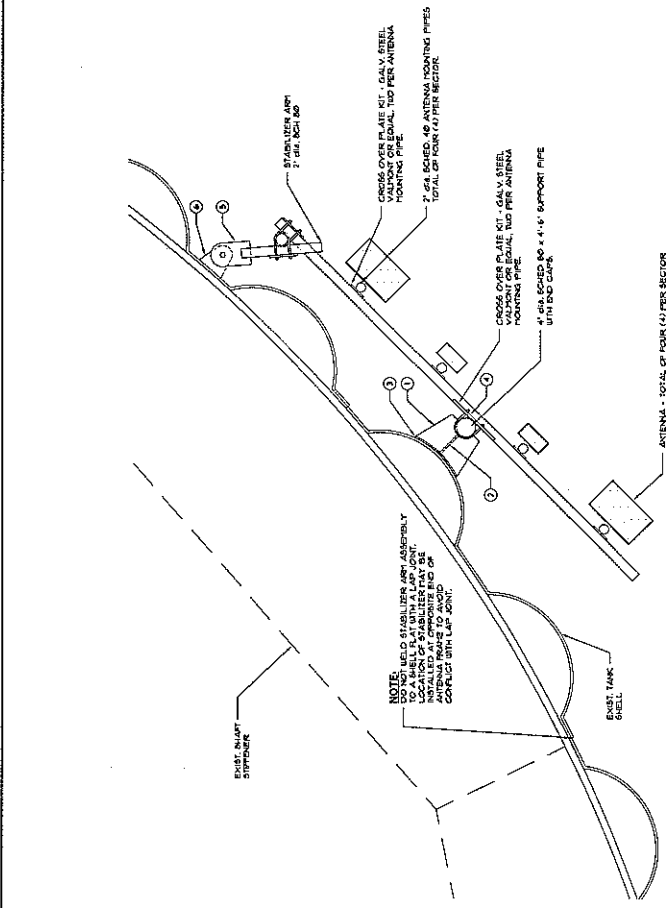 STABILIZER ARM
2" dia. SCH 80
CROSS OVER PLATE KIT - GALV. STEEL
VALMONT OR EQUAL, TWO PER ANTENNA
MOUNTING PIPE.
2" dia. SCHED. 40 ANTENNA MOUNTING PIPES
TOTAL OF FOUR (4) PER SECTOR.
CROSS OVER PLATE KIT - GALV. STEEL
VALMONT OR EQUAL, TWO PER ANTENNA
MOUNTING PIPE.
4" dia. SCHED 80 x 4'-6" SUPPORT PIPE
WITH END CAPS.
ANTENNA - TOTAL OF FOUR (4) PER SECTOR
6
5
3
1
4
2
NOTE:
DO NOT WELD STABILIZER ARM ASSEMBLY
TO A SHELL FLAT WITH A LAP JOINT.
LOCATION OF STABILIZER MAY BE
INSTALLED AT OPPOSITE END OF
ANTENNA FRAME TO AVOID
CONFLICT WITH LAP JOINT.
EXIST. SHAFT
STIFFENER
EXIST. TANK
SHELL